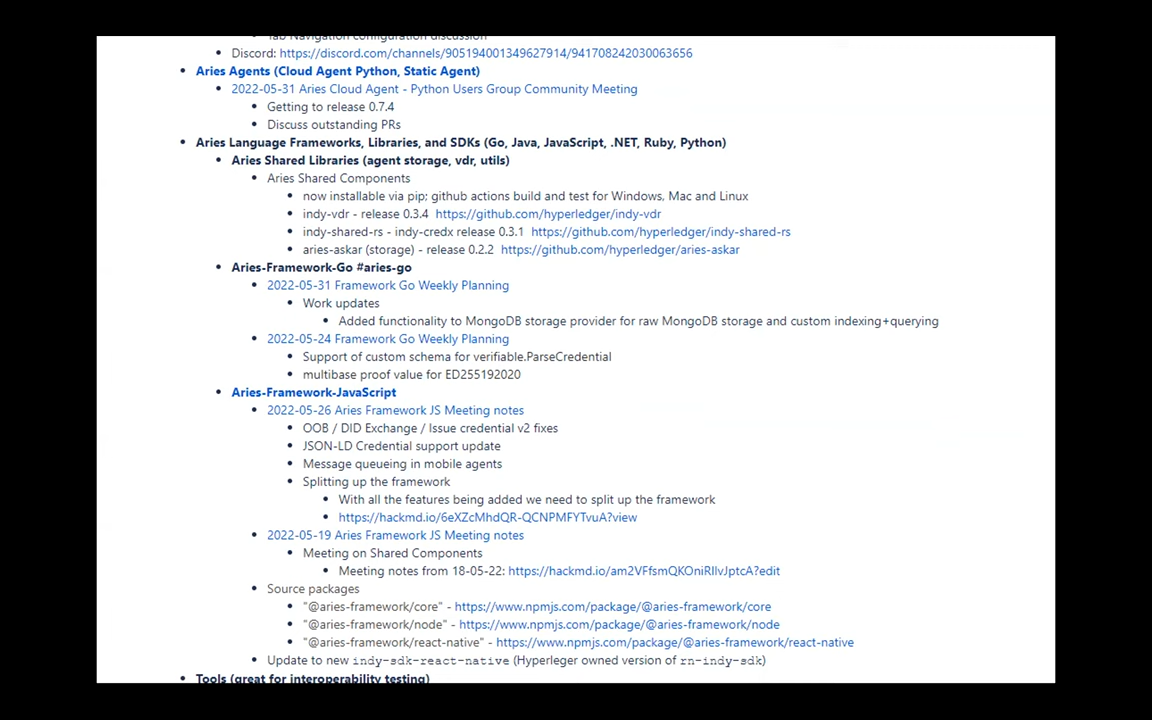 Tab Navigation configuration discussion
Discord: https://discord.com/channels/905194001349627914/941708242030063656
Aries Agents (Cloud Agent Python, Static Agent)
2022-05-31 Aries Cloud Agent - Python Users Group Community Meeting
Getting to release 0.7.4
Discuss outstanding PRs
Aries Language Frameworks, Libraries, and SDKs (Go, Java, JavaScript, .NET, Ruby, Python)
Aries Shared Libraries (agent storage, vdr, utils)
Aries Shared Components
now installable via pip: github actions build and test for Windows, Mac and Linux
indy-vdr - release 0.3.4 https://github.com/hyperledger/indy-vdr
indy-shared-rs - indy-credx release 0.3.1 https://github.com/hyperledger/indy-shared-rs
aries-askar (storage) - release 0.2.2 https://github.com/hyperledger/aries-askar
Aries-Framework-Go #aries-go
2022-05-31 Framework Go Weekly Planning
Work updates
Added functionality to MongoDB storage provider for raw MongoDB storage and custom indexing+querying
2022-05-24 Framework Go Weekly Planning
Support of custom schema for verifiable.ParseCredential
multibase proof value for ED255192020
Aries-Framework-JavaScript
2022-05-26 Aries Framework JS Meeting notes
OOB / DID Exchange / Issue credential v2 fixes
JSON-LD Credential support update
Message queueing in mobile agents
Splitting up the framework
With all the features being added we need to split up the framework
https://hackmd.io/6eXZcMhdQR-QCNPMFYTvuA?view
2022-05-19 Aries Framework JS Meeting notes
Meeting on Shared Components
Meeting notes from 18-05-22: https://hackmd.io/am2VFfsmQKOniRIlvJptcA?edit
Source packages
"@aries-framework/core" - https://www.npmjs.com/package/@aries-framework/core
"@aries-framework/node" - https://www.npmjs.com/package/@aries-framework/node
"@aries-framework/react-native" - https://www.npmjs.com/package/@aries-framework/react-native
Update to new indy-sdk-react-native (Hyperleger owned version of rn-indy-sdk)
Tools (great for interoperability testing)